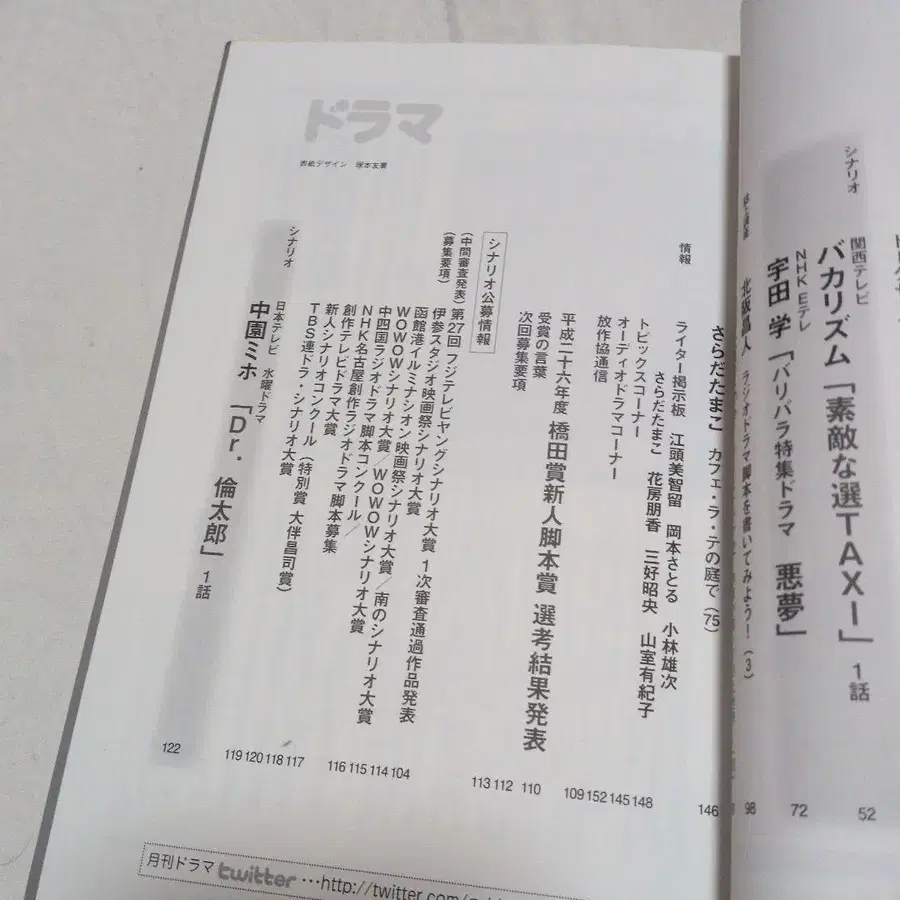 シナリオ
関西テレビ
バカリズム「素敵な選TAXI」 1話
52
NHK Eテレ
宇田 学「バリバラ特集ドラマ 悪夢」
72
ラジオドラマ脚本を書いてみよう!(3)
98
ドラマ
表紙デザイン 塚本友書
さらだたまこ カフェ・ラ・テの庭で(75)
146
情報
ライター掲示板 江頭美智留 岡本さとる 小林雄次
さらだたまこ 花房朋香 三好昭央 山室有紀子
148
トピックスコーナー
145
オーディオドラマコーナー
152
放作協通信
109
平成二十六年度 橋田賞新人脚本賞 選考結果発表
110
受賞の言葉
112
次回募集要項
113
シナリオ公募情報
(中間審査発表)第27回フジテレビヤングシナリオ大賞 1次審査通過作品発表
104
(募集要項) 伊参スタジオ映画祭シナリオ大賞
114
函館港イルミナシオン映画祭シナリオ大賞/南のシナリオ大賞
115
WOWOWシナリオ大賞/WOWOWシナリオ大賞
116
中四国ラジオドラマ脚本コンクール/
NHK名古屋創作ラジオドラマ脚本募集
117
創作テレビドラマ大賞
118
新人シナリオコンクール(特別賞 大伴昌司賞)
120
TBS連ドラ・シナリオ大賞
119
シナリオ
日本テレビ 水曜ドラマ
中園ミホ「Dr. 倫太郎」 1話
122
月刊ドラマ twitter …http://twitter.com/